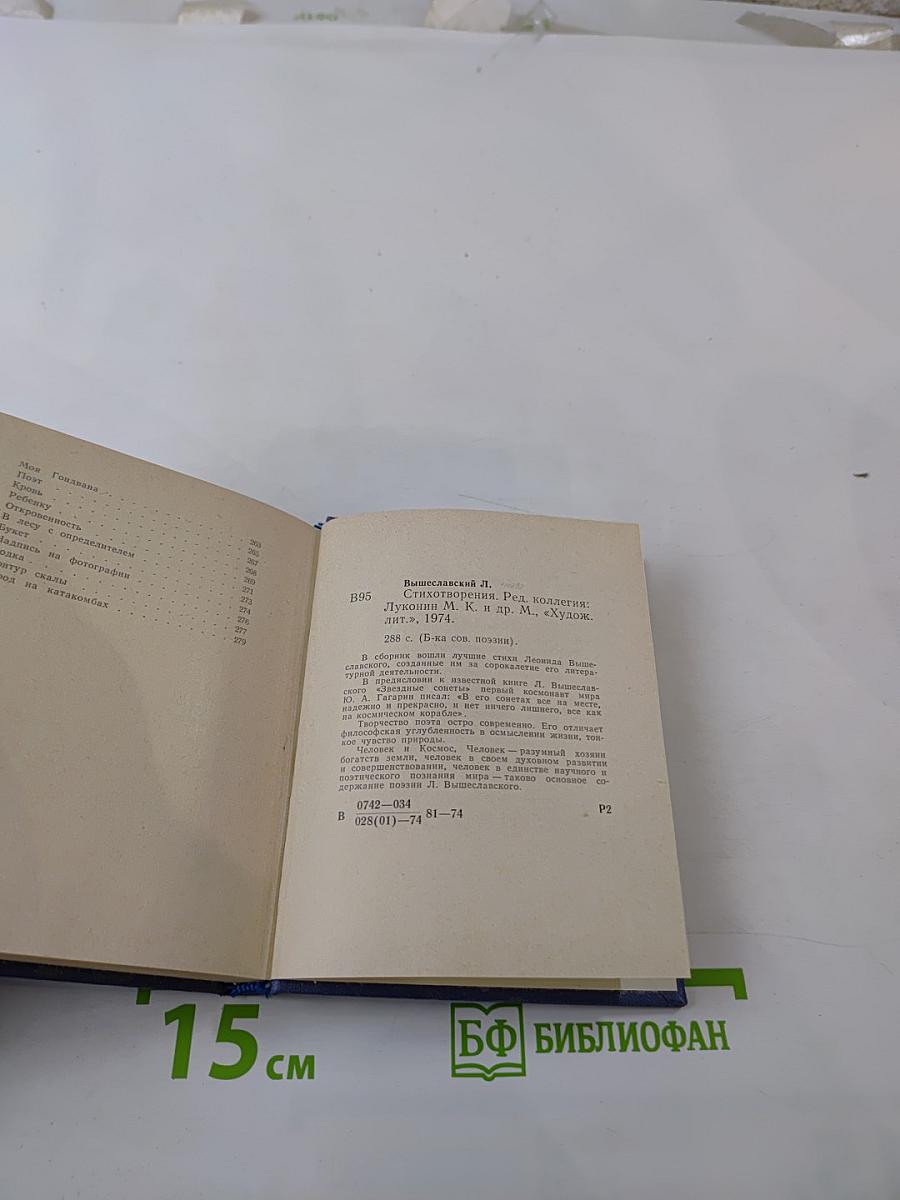 Моя Гондвана
Поэт
Кровь
Ребенку
Откровенность
В лесу с определителем
Букет
Надпись на фотографии
одка
онтур скалы
род на катакомбах
263
265
267
268
269
271
273
274
276
277
279
Вышеславский Л.
В95 Стихотворения. Ред. коллегия:
Луконин М. К. и др. М., «Худож.
лит.», 1974.
288 с. (Б-ка сов. поэзии).
В сборник вошли лучшие стихи Леонида Выше-
славского, созданные им за сорокалетие его литера-
турной деятельности.
В предисловии к известной книге Л. Вышеслав-
ского «Звездные сонеты» первый космонавт мира
Ю. А. Гагарин писал: «В его сонетах все на месте,
надежно и прекрасно, и нет ничего лишнего, все как
на космическом корабле».
Творчество поэта остро современно. Его отличает
философская углубленность в осмыслении жизни, тон-
кое чувство природы.
Человек и Космос, Человек — разумный хозяин
богатств земли, человек в своем духовном развитии
и совершенствовании, человек в единстве научного и
поэтического познания мира — таково основное со-
держание поэзии Л. Вышеславского.
0742—034
В 028(01)—74 81—74 Р2
15 см
БФ БИБЛИОФАН